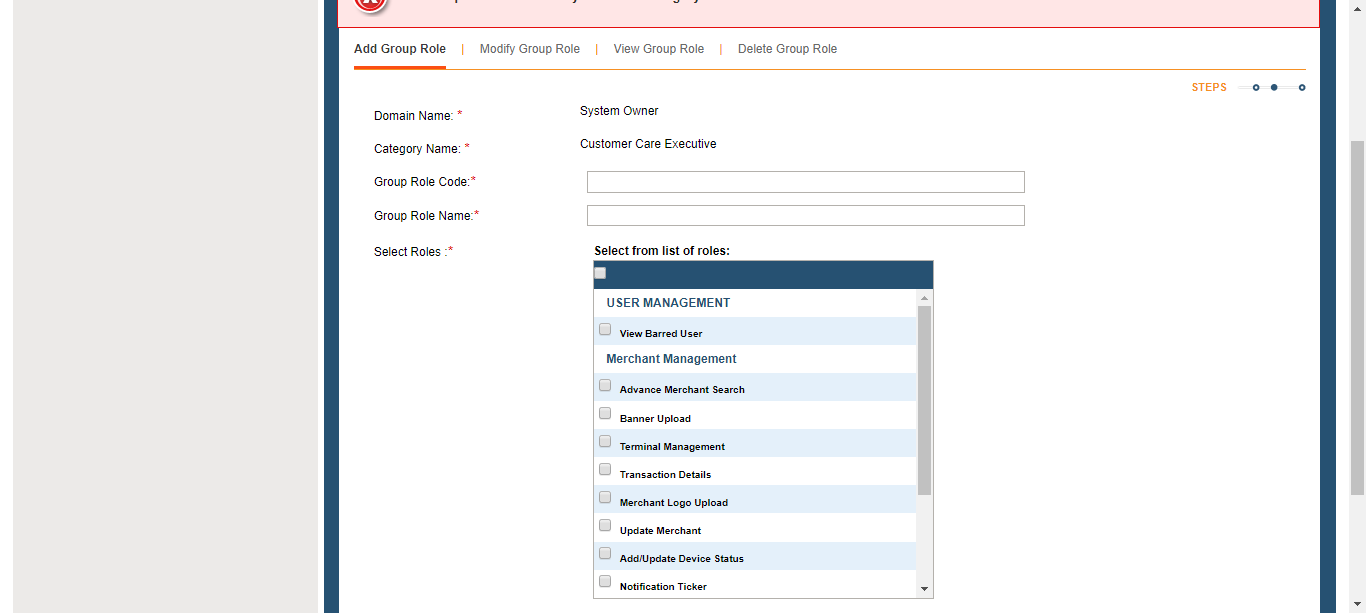 Add Group Role | Modify Group Role | View Group Role | Delete Group Role
STEPS
Domain Name: * System Owner
Category Name: * Customer Care Executive
Group Role Code:*
Group Role Name:*
Select Roles :* Select from list of roles:
USER MANAGEMENT
View Barred User
Merchant Management
Advance Merchant Search
Banner Upload
Terminal Management
Transaction Details
Merchant Logo Upload
Update Merchant
Add/Update Device Status
Notification Ticker